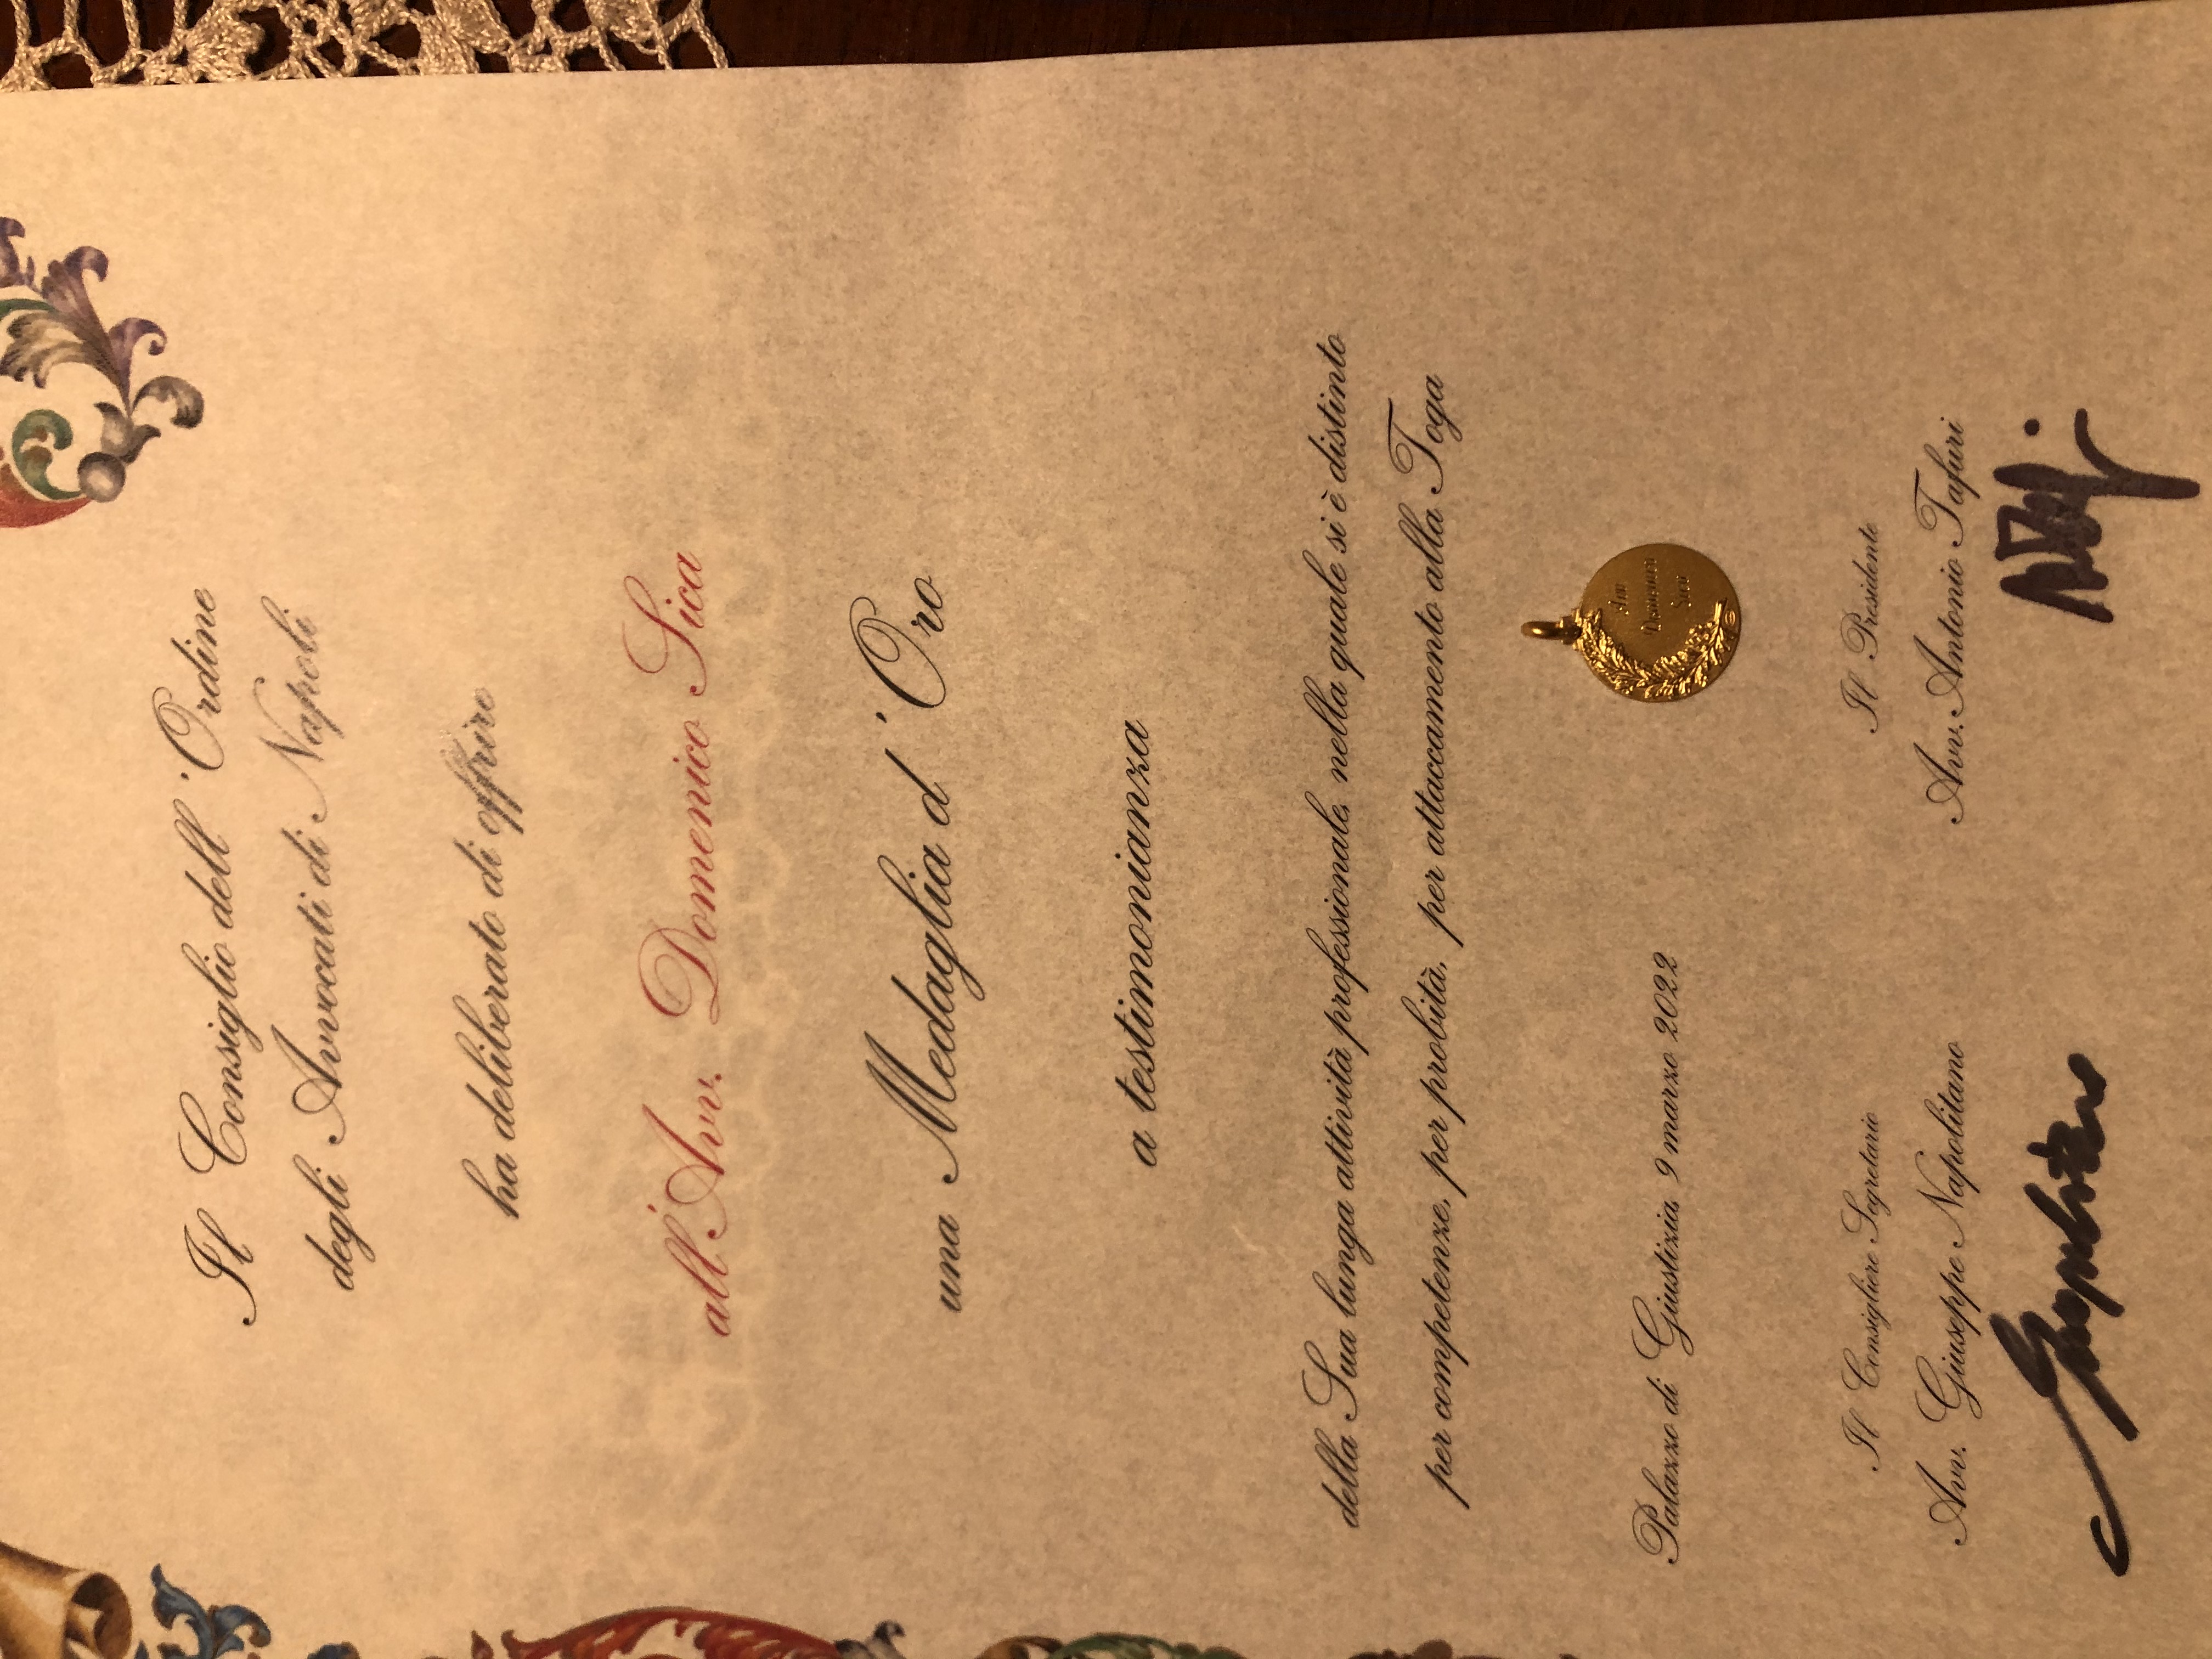 Il Consiglio dell'Ordine
degli Avvocati di Napoli
ha deliberato di offrire
all'Avv. Domenico Sica
una Medaglia d'Oro
a testimonianza
della Sua lunga attività professionale, nella quale si è distinto
per competenze, per probità, per attaccamento alla Toga
Avv
Domenico
Sica
Palazzo di Giustizia, 9 marzo 2022
Il Consigliere Segretario
Avv. Giuseppe Napolitano
Il Presidente
Avv. Antonio Tafuri